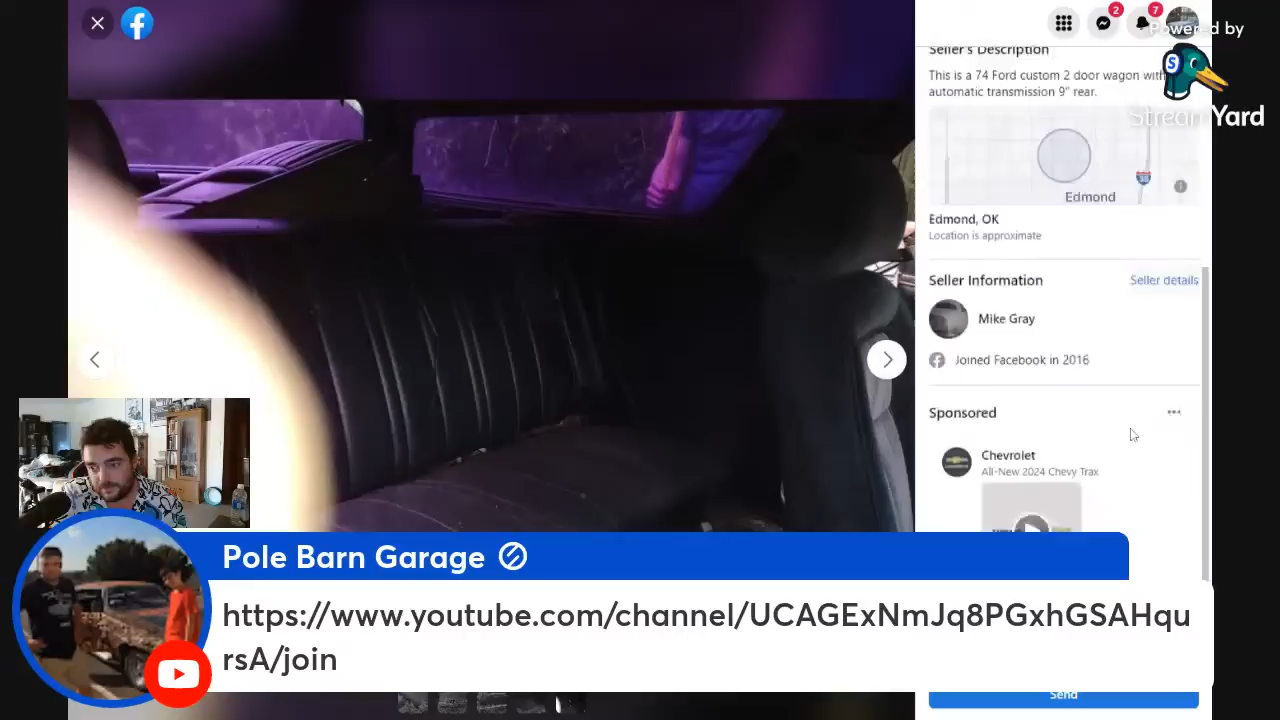 2
7
Powered by
StreamYard
Seller's Description
This is a 74 Ford custom 2 door wagon with
automatic transmission 9" rear.
Edmond
Edmond, OK
Location is approximate
Seller Information
Seller details
Mike Gray
Joined Facebook in 2016
Sponsored
Chevrolet
All-New 2024 Chevy Trax
Pole Barn Garage
https://www.youtube.com/channel/UCAGExNmJq8PGxhGSAHqu
rsA/join
Send